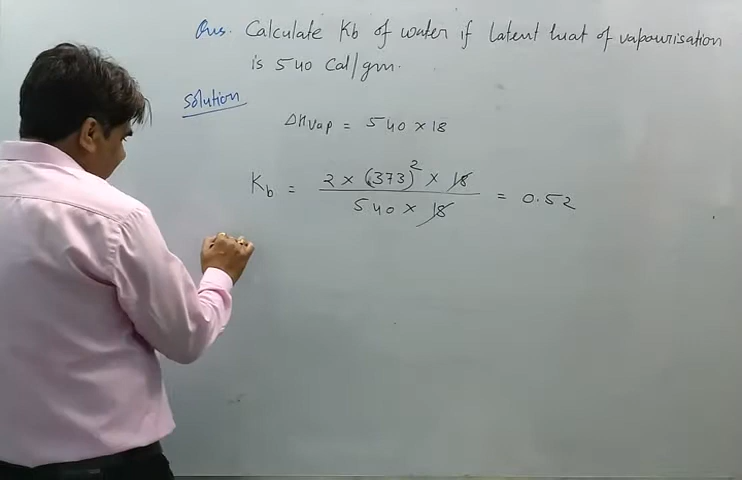 Ques. Calculate Kb of water if latent heat of vapourisation
is 540 Cal/gm.
Solution
ΔHvap = 540 × 18
Kb = 2 × (373)² × 18 / 540 × 18 = 0.52